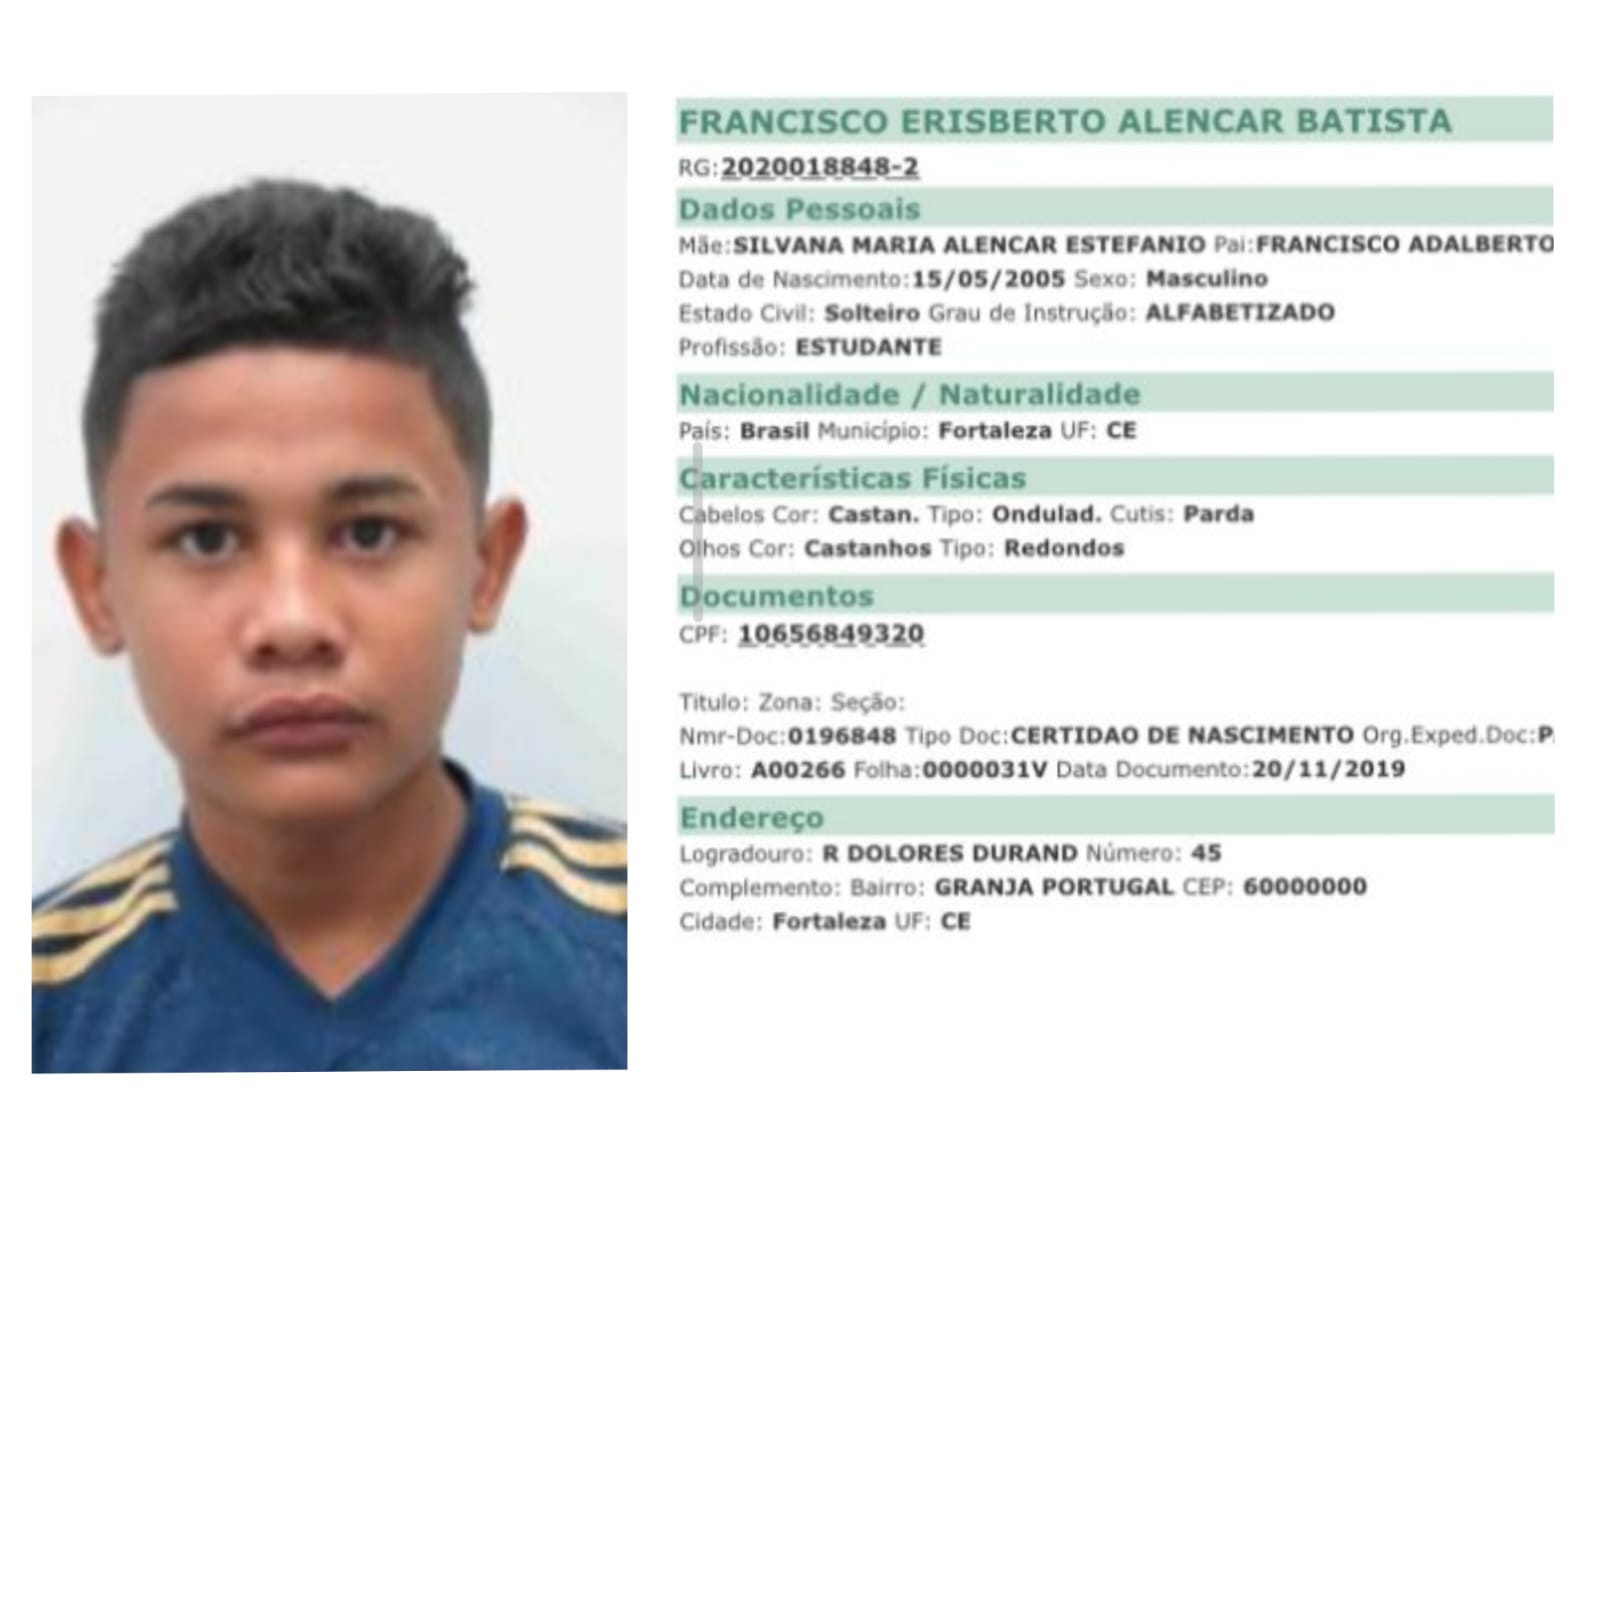 FRANCISCO ERISBERTO ALENCAR BATISTA
RG:2020018848-2
Dados Pessoais
Mãe:SILVANA MARIA ALENCAR ESTEFANIO Pai:FRANCISCO ADALBERTO
Data de Nascimento:15/05/2005 Sexo: Masculino
Estado Civil: Solteiro Grau de Instrução: ALFABETIZADO
Profissão: ESTUDANTE
Nacionalidade / Naturalidade
País: Brasil Município: Fortaleza UF: CE
Características Físicas
Cabelos Cor: Castan. Tipo: Ondulad. Cutis: Parda
Olhos Cor: Castanhos Tipo: Redondos
Documentos
CPF: 10656849320
Titulo: Zona: Seção:
Nmr-Doc:0196848 Tipo Doc:CERTIDAO DE NASCIMENTO Org.Exped.Doc:P
Livro: A00266 Folha:0000031V Data Documento:20/11/2019
Endereço
Logradouro: R DOLORES DURAND Número: 45
Complemento: Bairro: GRANJA PORTUGAL CEP: 60000000
Cidade: Fortaleza UF: CE